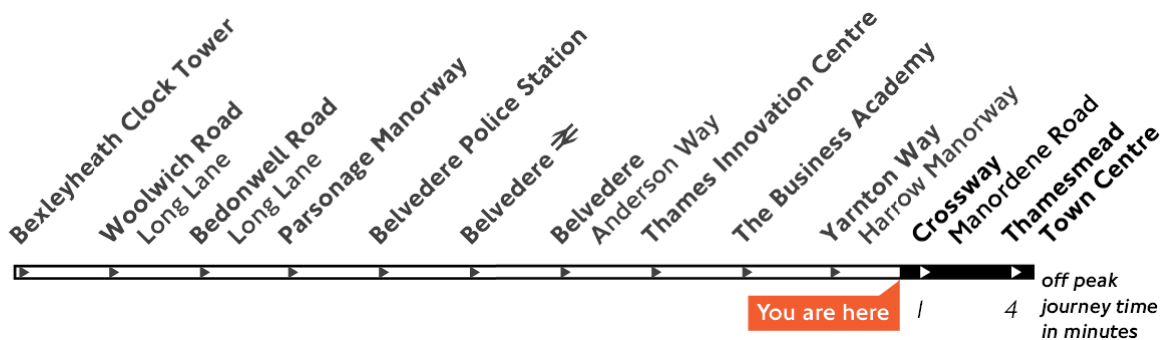 Bexleyheath Clock Tower
Woolwich Road
Long Lane
Bedonwell Road
Long Lane
Parsonage Manorway
Belvedere Police Station
Belvedere
Belvedere
Anderson Way
Thames Innovation Centre
The Business Academy
Yarnton Way
Harrow Manorway
Crossway
Manordene Road
Thamesmead
Town Centre
You are here
1
4
off peak
journey time
in minutes